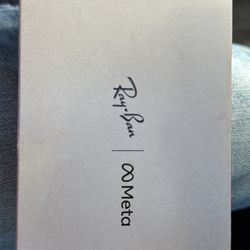 Ray-Ban | ∞ Meta